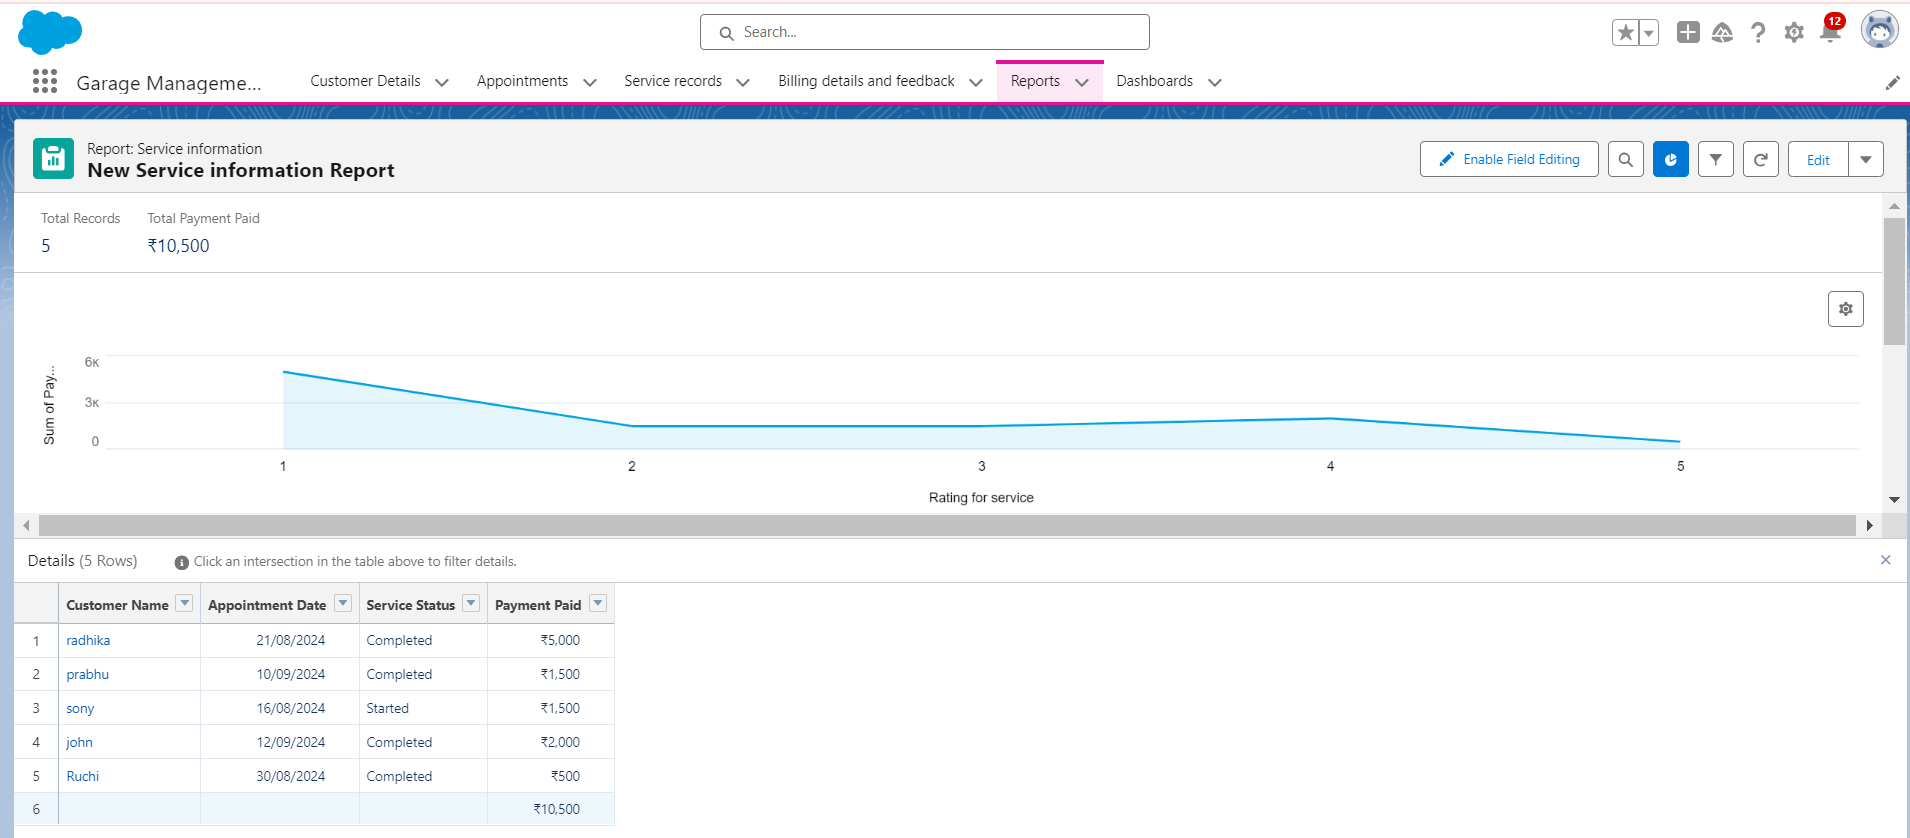 Search...
12
Garage Manageme...
Customer Details
Appointments
Service records
Billing details and feedback
Reports
Dashboards
Report: Service information
New Service information Report
Enable Field Editing
Edit
Total Records
Total Payment Paid
5
₹10,500
Sum of Pay...
6K
3K
0
1
2
3
4
5
Rating for service
Details (5 Rows)
Click an intersection in the table above to filter details.
Customer Name Appointment Date Service Status Payment Paid
1 radhika 21/08/2024 Completed ₹5,000
2 prabhu 10/09/2024 Completed ₹1,500
3 sony 16/08/2024 Started ₹1,500
4 john 12/09/2024 Completed ₹2,000
5 Ruchi 30/08/2024 Completed ₹500
6 ₹10,500